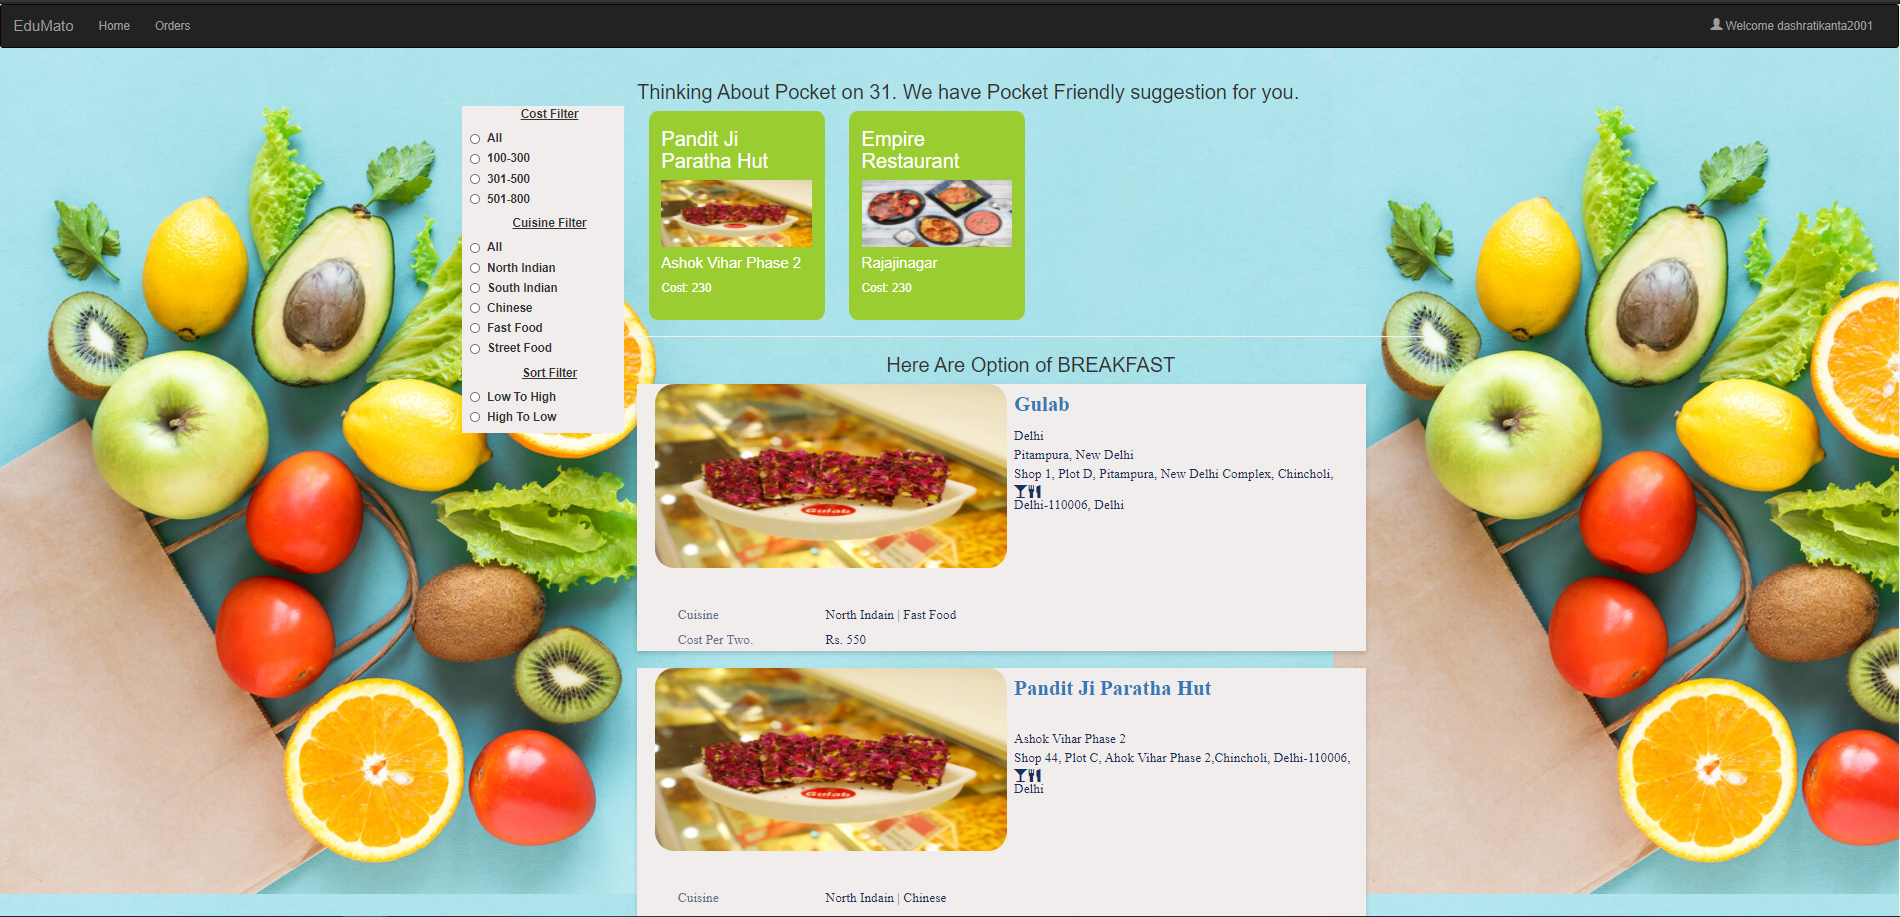 EduMato Home Orders Welcome dashratikanta2001
Cost Filter
All
100-300
301-500
501-800
Cuisine Filter
All
North Indian
South Indian
Chinese
Fast Food
Street Food
Sort Filter
Low To High
High To Low
Thinking About Pocket on 31. We have Pocket Friendly suggestion for you.
Pandit Ji
Paratha Hut
Ashok Vihar Phase 2
Cost: 230
Empire
Restaurant
Rajajinagar
Cost: 230
Here Are Option of BREAKFAST
Gulab
Gulab
Delhi
Pitampura, New Delhi
Shop 1, Plot D, Pitampura, New Delhi Complex, Chincholi,
Delhi-110006, Delhi
Cuisine North Indain | Fast Food
Cost Per Two. Rs. 550
Gulab
Pandit Ji Paratha Hut
Ashok Vihar Phase 2
Shop 44, Plot C, Ahok Vihar Phase 2,Chincholi, Delhi-110006,
Delhi
Cuisine North Indain | Chinese